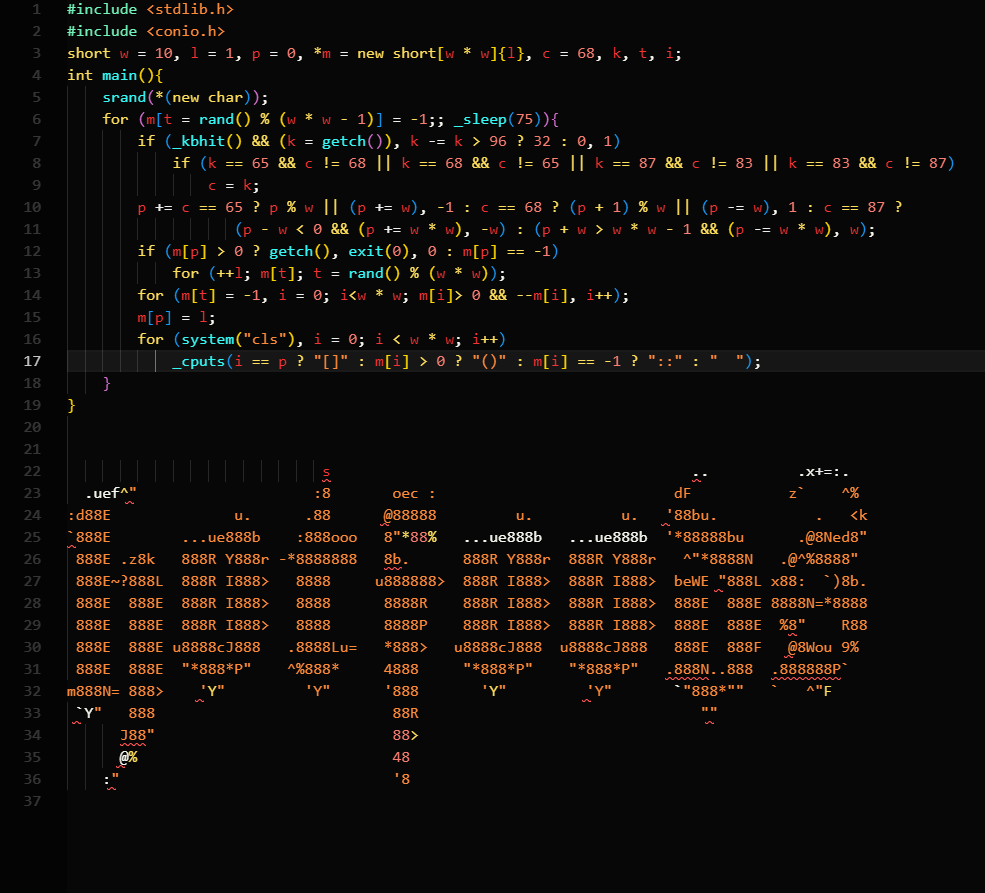 1 #include <stdlib.h>
2 #include <conio.h>
3 short w = 10, l = 1, p = 0, *m = new short[w * w]{l}, c = 68, k, t, i;
4 int main(){
5     srand(*(new char));
6     for (m[t = rand() % (w * w - 1)] = -1;; _sleep(75)){
7         if (_kbhit() && (k = getch()), k -= k > 96 ? 32 : 0, 1)
8             if (k == 65 && c != 68 || k == 68 && c != 65 || k == 87 && c != 83 || k == 83 && c != 87)
9                 c = k;
10         p += c == 65 ? p % w || (p += w), -1 : c == 68 ? (p + 1) % w || (p -= w), 1 : c == 87 ?
11                    (p - w < 0 && (p += w * w), -w) : (p + w > w * w - 1 && (p -= w * w), w);
12         if (m[p] > 0 ? getch(), exit(0), 0 : m[p] == -1)
13             for (++l; m[t]; t = rand() % (w * w));
14         for (m[t] = -1, i = 0; i<w * w; m[i]> 0 && --m[i], i++);
15         m[p] = l;
16         for (system("cls"), i = 0; i < w * w; i++)
17             _cputs(i == p ? "[]" : m[i] > 0 ? "()" : m[i] == -1 ? "::" : "  ");
18     }
19 }
20
21
22                              s                                         ..          .x+=:.
23   .uef^"                    :8       oec :                           dF           z`    ^%
24 :d88E              u.      .88      @88888         u.          u.   '88bu.           .   <k
25 `888E        ...ue888b    :888ooo   8"*88%   ...ue888b   ...ue888b  '*88888bu      .@8Ned8"
26  888E .z8k   888R Y888r -*8888888   8b.      888R Y888r  888R Y888r   ^"*8888N   .@^%8888"
27  888E~?888L  888R I888>   8888     u888888>  888R I888>  888R I888>  beWE "888L x88:  `)8b.
28  888E  888E  888R I888>   8888      8888R    888R I888>  888R I888>  888E  888E 8888N=*8888
29  888E  888E  888R I888>   8888      8888P    888R I888>  888R I888>  888E  888E  %8"    R88
30  888E  888E u8888cJ888   .8888Lu=   *888>   u8888cJ888  u8888cJ888   888E  888F   @8Wou 9%
31  888E  888E  "*888*P"    ^%888*     4888     "*888*P"    "*888*P"   .888N..888  .888888P`
32 m888N= 888>    'Y"         'Y"      '888       'Y"         'Y"       `"888*""   `   ^"F
33  `Y"   888                           88R                                ""
34       J88"                           88>
35       @%                             48
36     :"                               '8
37